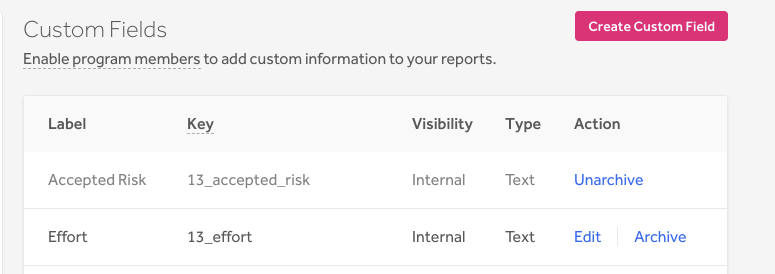 Custom Fields
Create Custom Field
Enable program members to add custom information to your reports.
Label Key Visibility Type Action
Accepted Risk 13_accepted_risk Internal Text Unarchive
Effort 13_effort Internal Text Edit Archive